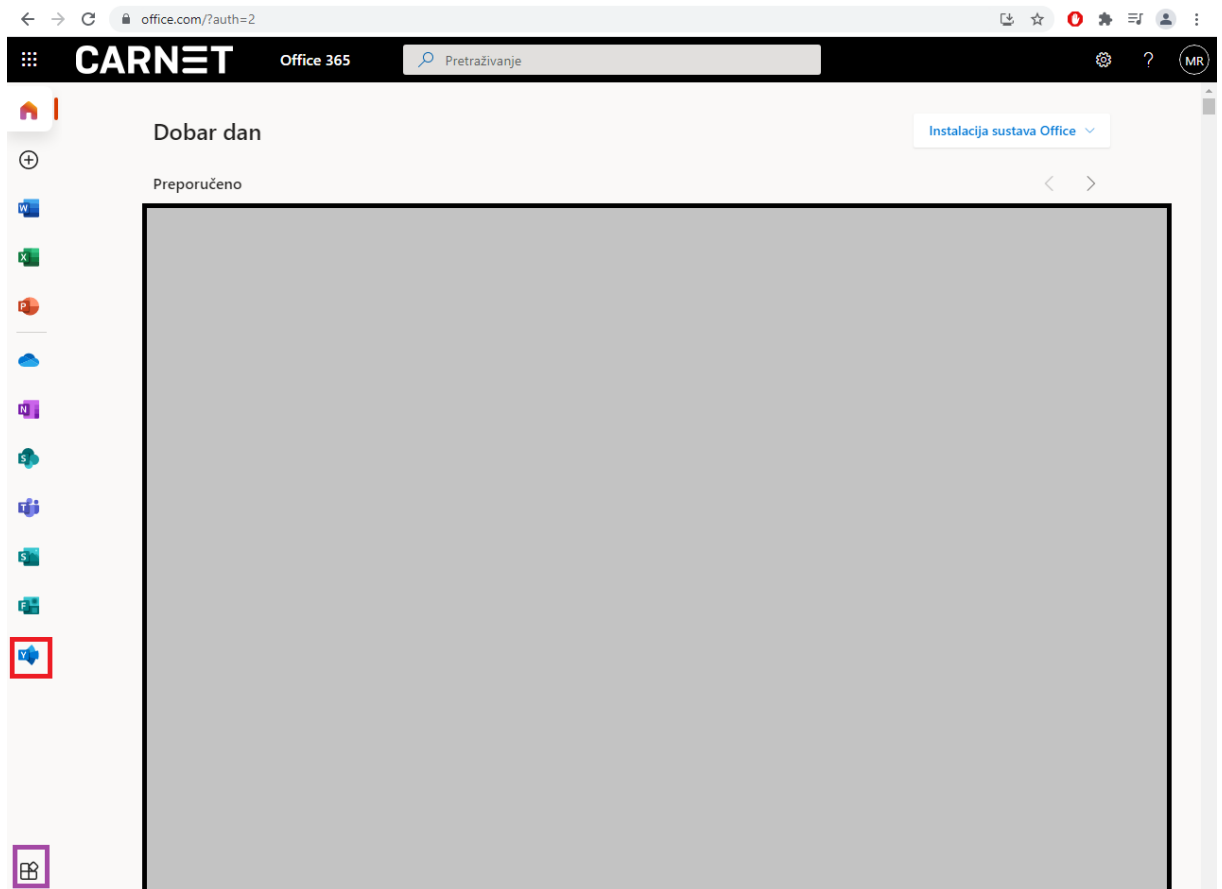 office.com/?auth=2
CARNET Office 365 Pretraživanje ? MR
Dobar dan
Instalacija sustava Office
Preporučeno
W
X
P
N
S
T
S
F
Y